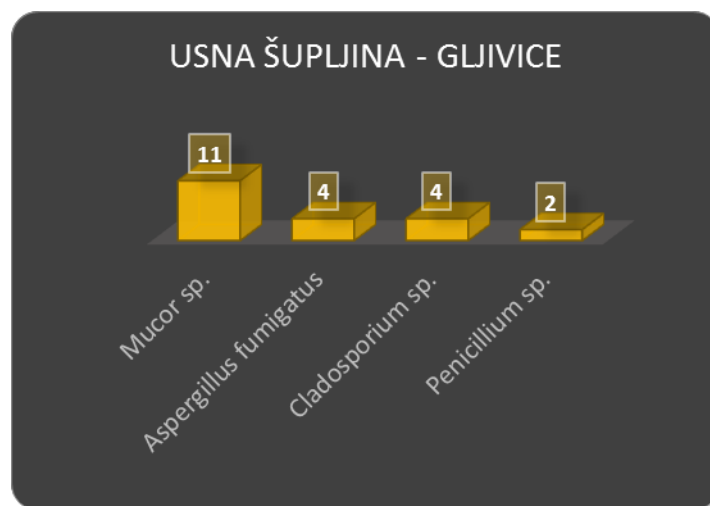 USNA ŠUPLJINA - GLJIVICE
11
4
4
2
Mucor sp.
Aspergillus fumigatus
Cladosporium sp.
Penicillium sp.